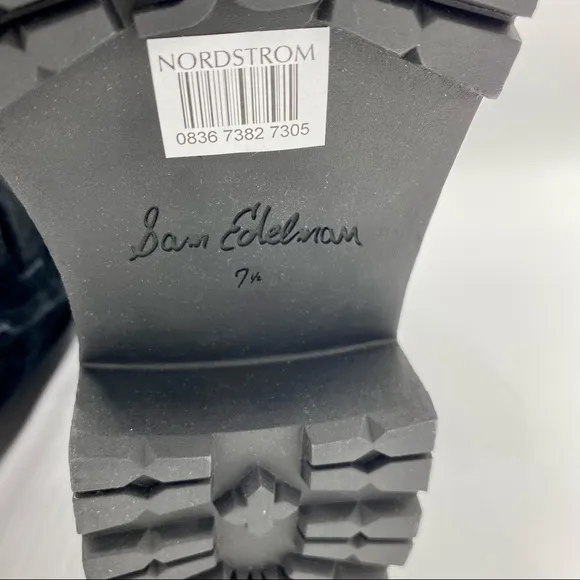 NORDSTROM
0836 7382 7305
Sam Edelman
7½